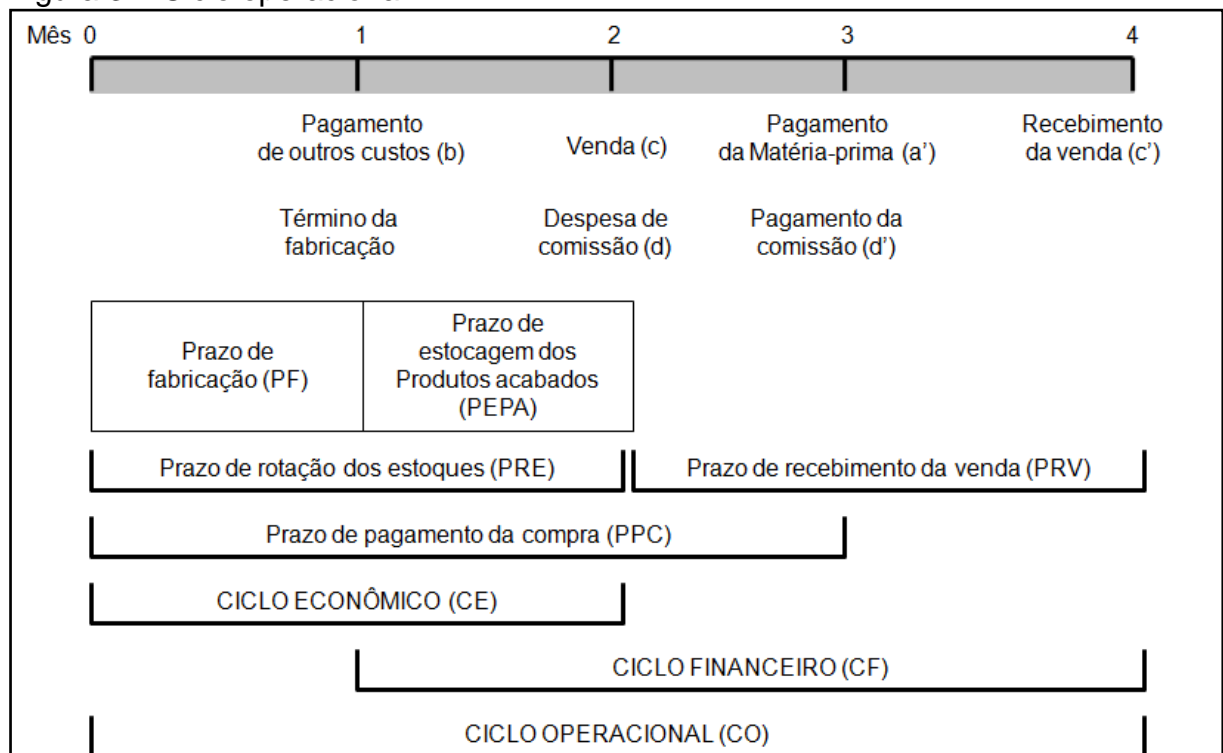 Mês 0 1 2 3 4
Pagamento
de outros custos (b)
Venda (c)
Pagamento
da Matéria-prima (a’)
Recebimento
da venda (c’)
Término da
fabricação
Despesa de
comissão (d)
Pagamento da
comissão (d’)
Prazo de
fabricação (PF)
Prazo de
estocagem dos
Produtos acabados
(PEPA)
Prazo de rotação dos estoques (PRE)
Prazo de recebimento da venda (PRV)
Prazo de pagamento da compra (PPC)
CICLO ECONÔMICO (CE)
CICLO FINANCEIRO (CF)
CICLO OPERACIONAL (CO)